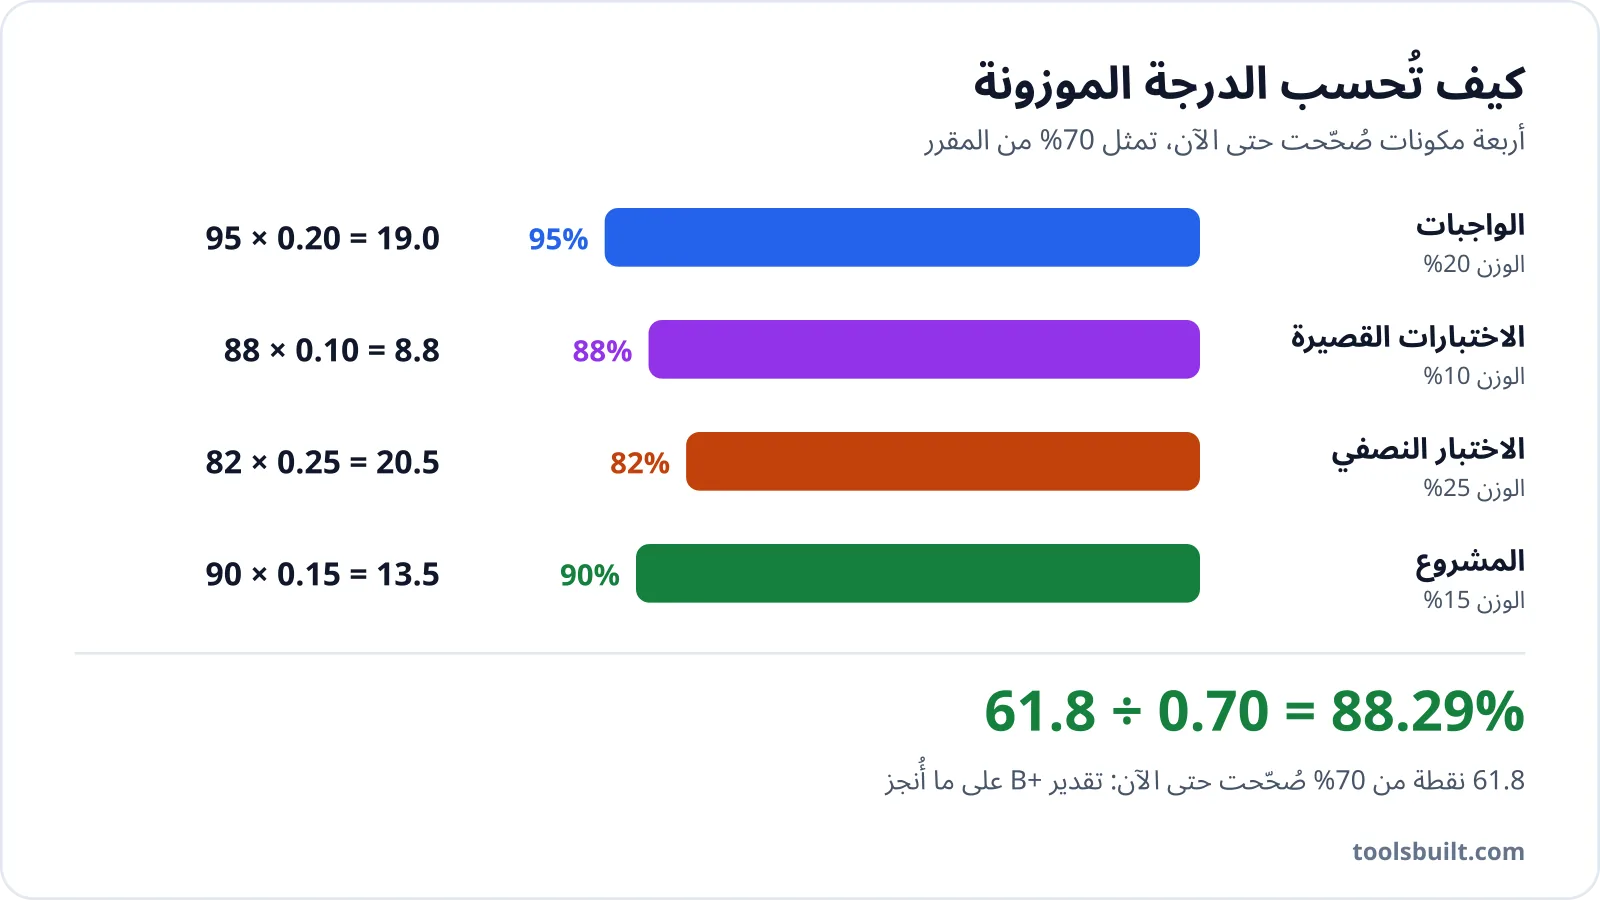 كيف تُحسب الدرجة الموزونة
أربعة مكونات صُحّحت حتى الآن، تمثل 70% من المقرر
الواجبات
الوزن 20%
95%
95 × 0.20 = 19.0
الاختبارات القصيرة
الوزن 10%
88%
88 × 0.10 = 8.8
الاختبار النصفي
الوزن 25%
82%
82 × 0.25 = 20.5
المشروع
الوزن 15%
90%
90 × 0.15 = 13.5
61.8 ÷ 0.70 = 88.29%
61.8 نقطة من 70% صُحّحت حتى الآن: تقدير B+ على ما أُنجز
toolsbuilt.com